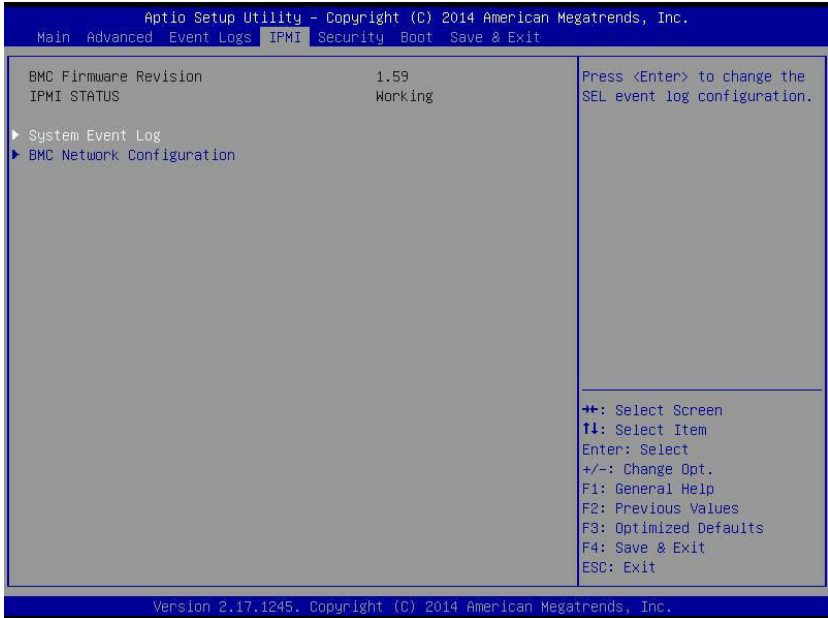 Aptio Setup Utility – Copyright (C) 2014 American Megatrends, Inc.
Main Advanced Event Logs IPMI Security Boot Save & Exit
BMC Firmware Revision 1.59
IPMI STATUS Working
System Event Log
BMC Network Configuration
Press <Enter> to change the
SEL event log configuration.
→←: Select Screen
↑↓: Select Item
Enter: Select
+/-: Change Opt.
F1: General Help
F2: Previous Values
F3: Optimized Defaults
F4: Save & Exit
ESC: Exit
Version 2.17.1245. Copyright (C) 2014 American Megatrends, Inc.